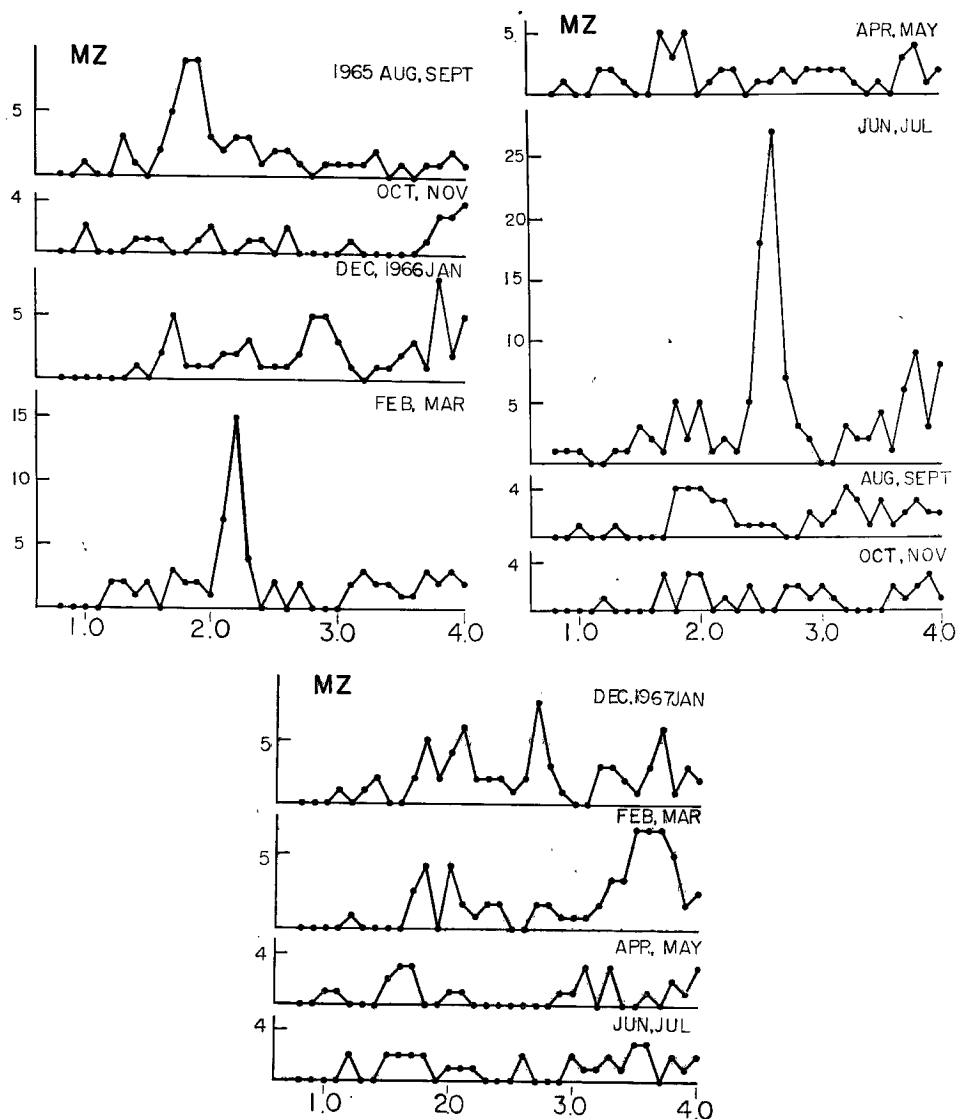 MZ
1965 AUG, SEPT
5
OCT, NOV
4
DEC, 1966 JAN
5
FEB, MAR
15
10
5
1.0 2.0 3.0 4.0
MZ
APR, MAY
5
JUN, JUL
25
20
15
10
5
AUG, SEPT
4
OCT, NOV
4
1.0 2.0 3.0 4.0
MZ
DEC, 1967 JAN
5
FEB, MAR
5
APR, MAY
4
JUN, JUL
4
1.0 2.0 3.0 4.0